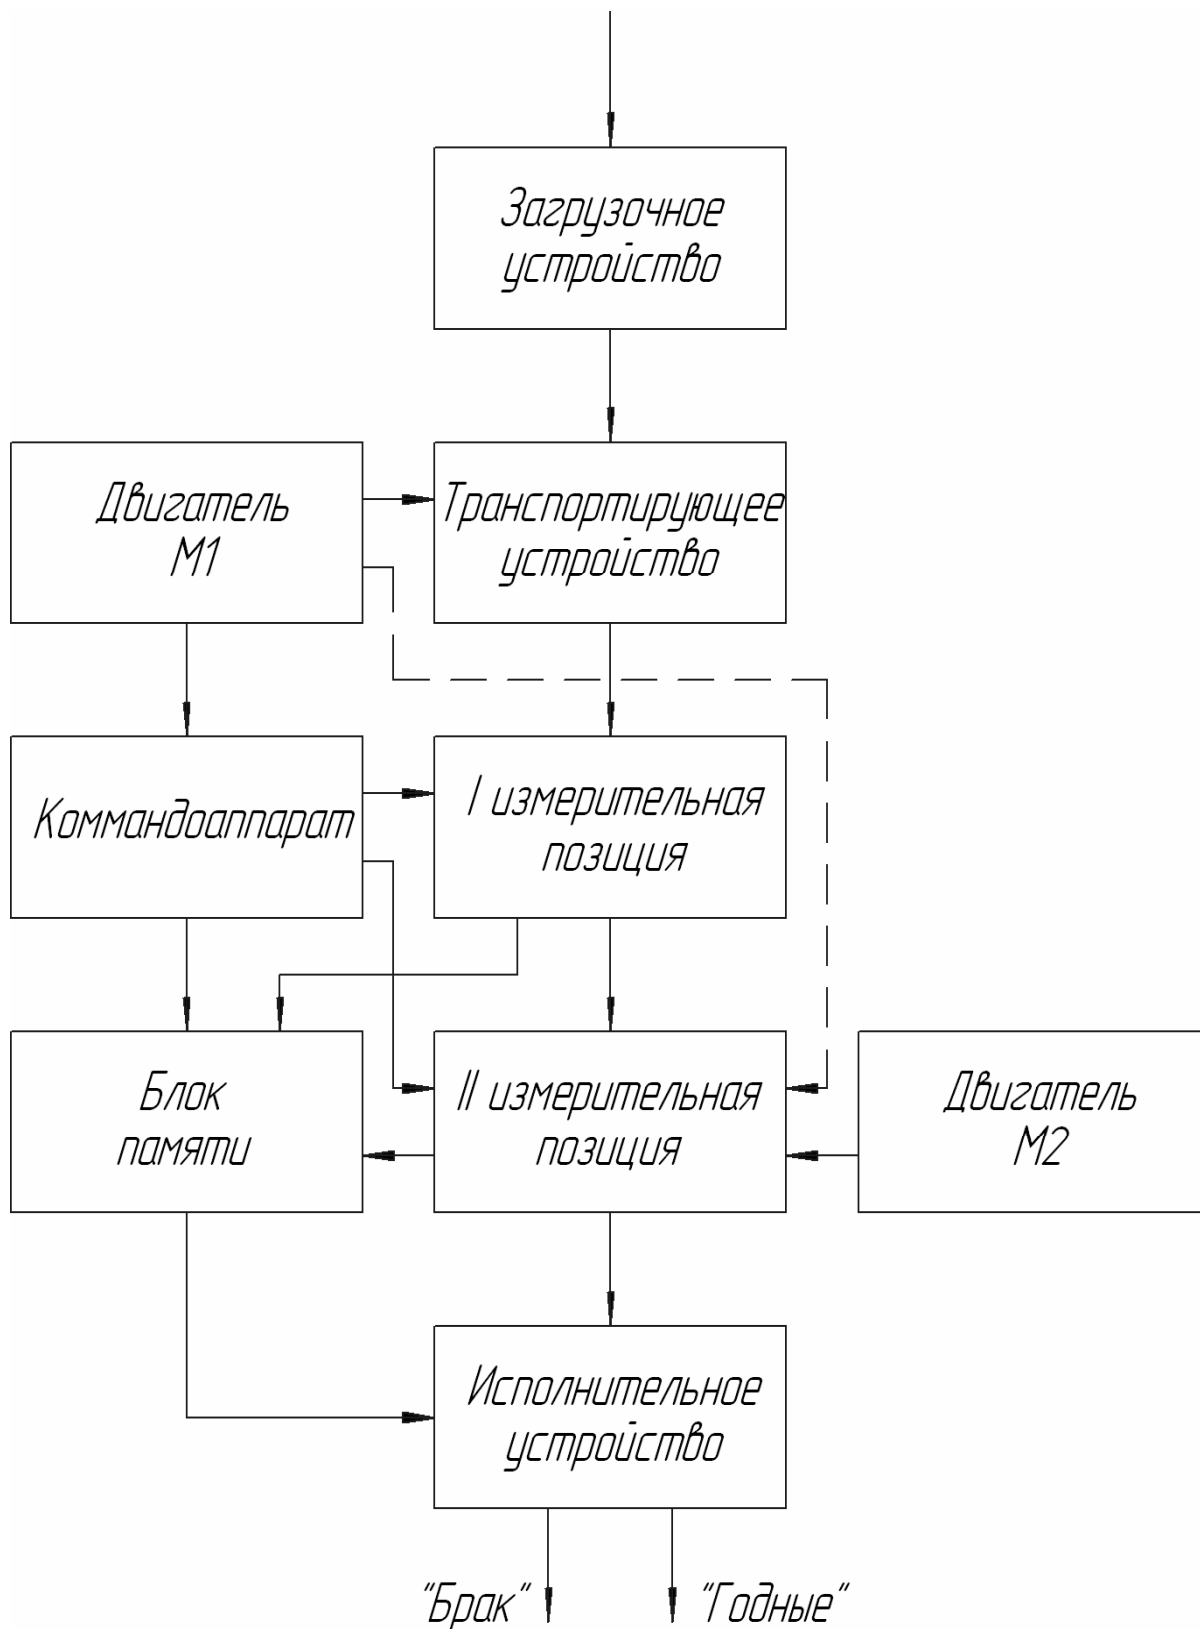 Загрузочное
устройство
Двигатель
М1
Транспортирующее
устройство
Коммандоаппарат
I измерительная
позиция
Блок
памяти
II измерительная
позиция
Двигатель
М2
Исполнительное
устройство
"Брак"
"Годные"